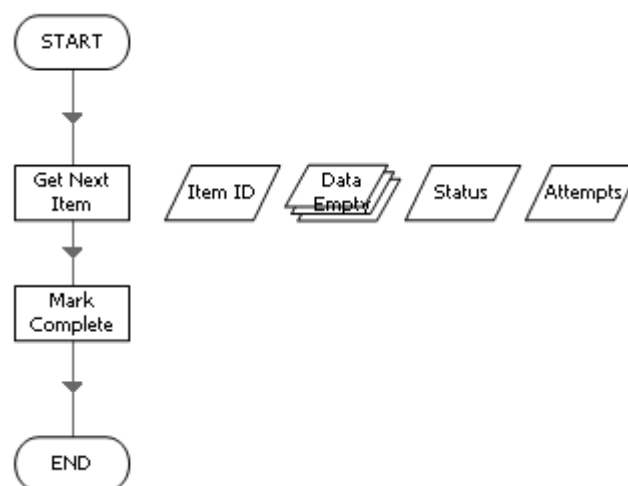 START
Get Next
Item
Item ID
Data
Empty
Status
Attempts
Mark
Complete
END